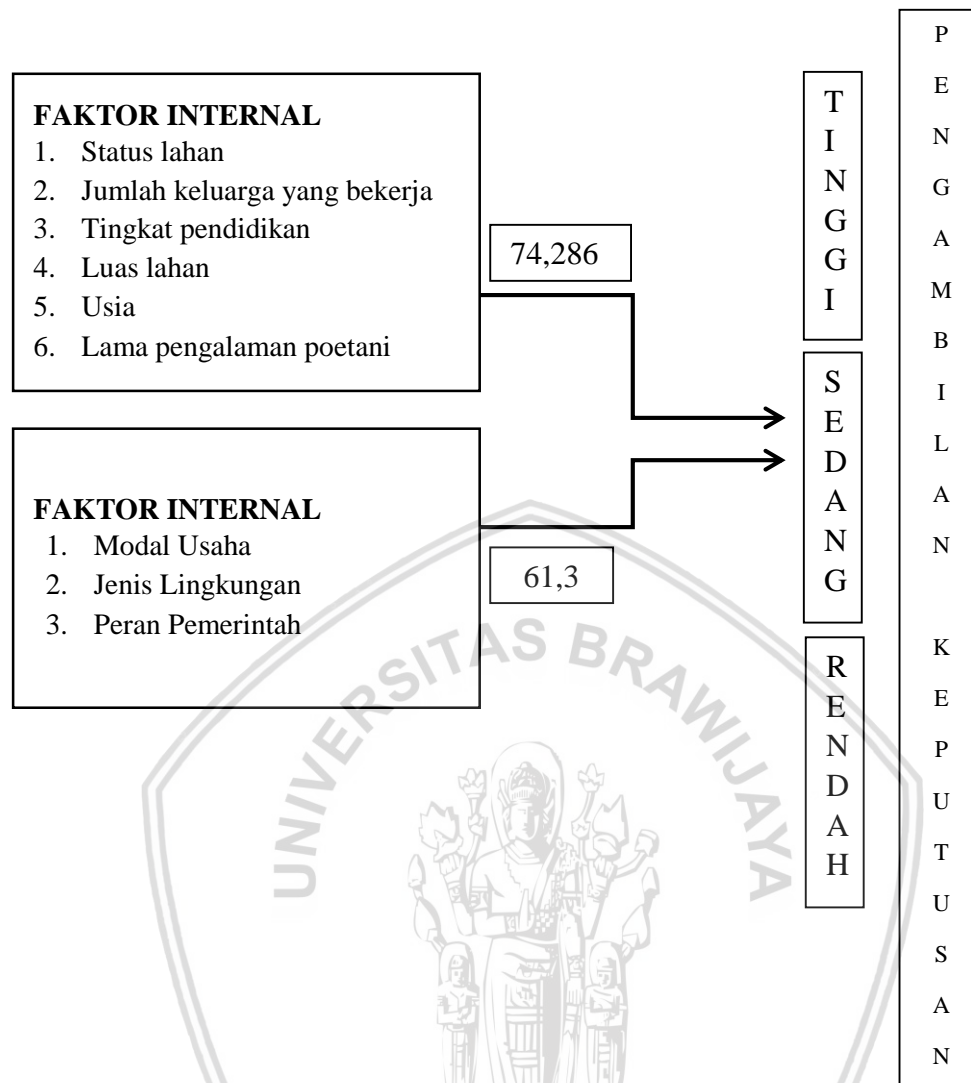 FAKTOR INTERNAL
1. Status lahan
2. Jumlah keluarga yang bekerja
3. Tingkat pendidikan
4. Luas lahan
5. Usia
6. Lama pengalaman poetani
74,286
FAKTOR INTERNAL
1. Modal Usaha
2. Jenis Lingkungan
3. Peran Pemerintah
61,3
TINGGI
SEDANG
RENDAH
PENGAMBILAN KEPUTUSAN
UNIVERSITAS BRAWIJAYA